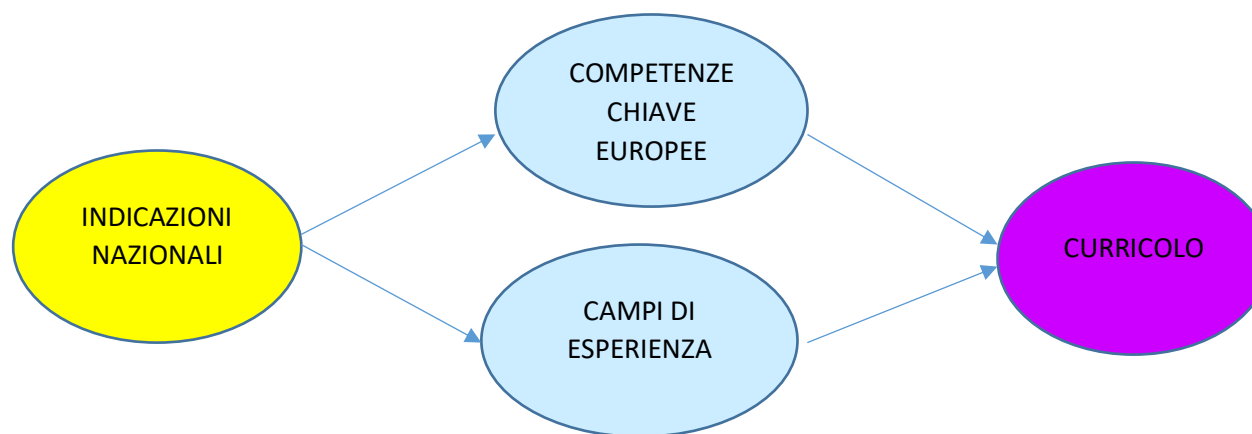 INDICAZIONI
NAZIONALI
COMPETENZE
CHIAVE
EUROPEE
CAMPI DI
ESPERIENZA
CURRICOLO